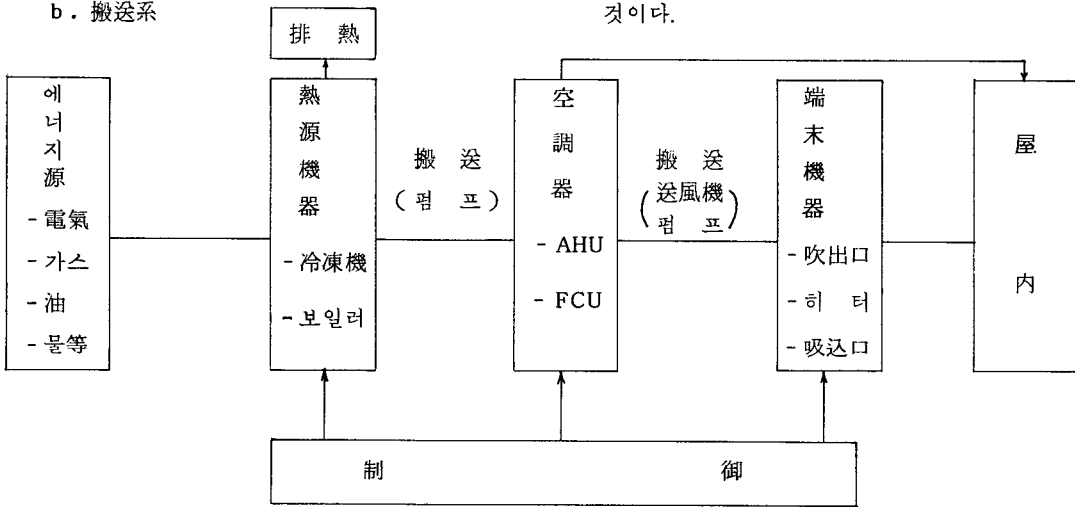 b. 搬送系
것이다.
排 熱
에너지源
- 電氣
- 가스
- 油
- 물等
熱源機器
- 冷凍機
- 보일러
搬 送
( 펌 프 )
空調器
- AHU
- FCU
搬 送
(送風機
펌 프)
端末機器
- 吹出口
- 히 터
- 吸込口
屋 内
制 御